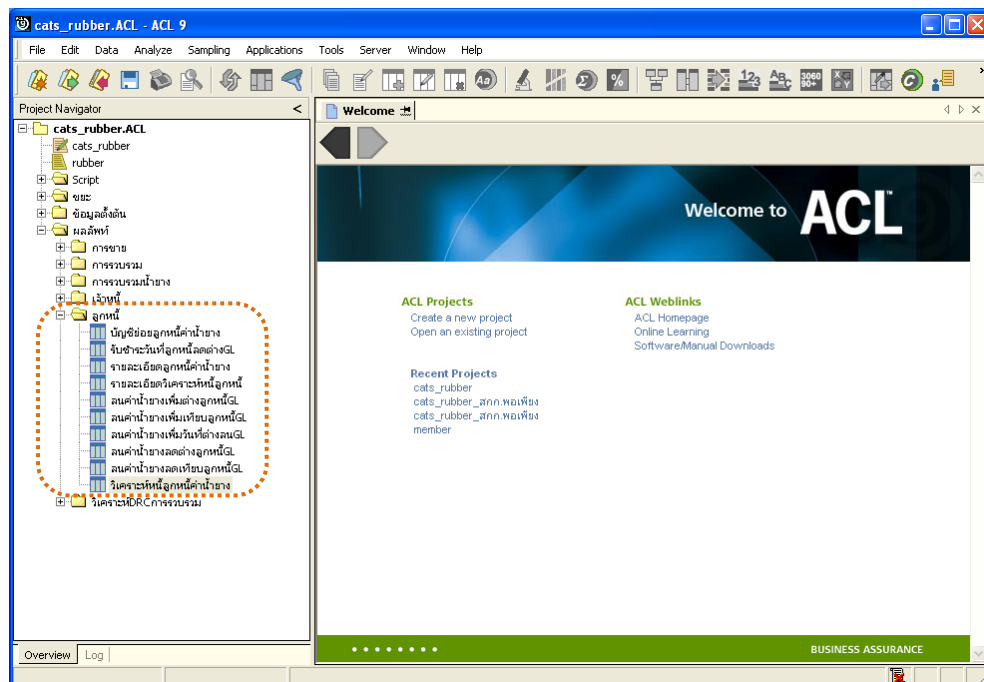 cats_rubber.ACL - ACL 9
File Edit Data Analyze Sampling Applications Tools Server Window Help
Project Navigator <
Welcome
cats_rubber.ACL
cats_rubber
rubber
Script
ขยะ
ข้อมูลตั้งต้น
ผลลัพท์
การขาย
การรวบรวม
การรวบรวมน้ำยาง
เจ้าหนี้
ลูกหนี้
บัญชีย่อยลูกหนี้ค่าน้ำยาง
รับชำระวันที่ลูกหนี้ลดต่างGL
รายละเอียดลูกหนี้ค่าน้ำยาง
รายละเอียดวิเคราะห์หนี้ลูกหนี้
ลนค่าน้ำยางเพิ่มต่างลูกหนี้GL
ลนค่าน้ำยางเพิ่มเทียบลูกหนี้GL
ลนค่าน้ำยางเพิ่มวันที่ต่างลนGL
ลนค่าน้ำยางลดต่างลูกหนี้GL
ลนค่าน้ำยางลดเทียบลูกหนี้GL
วิเคราะห์หนี้ลูกหนี้ค่าน้ำยาง
วิเคราะห์DRCการรวบรวม
Overview Log
Welcome to ACL™
ACL Projects
Create a new project
Open an existing project
Recent Projects
cats_rubber
cats_rubber_สกก.พอเพียง
cats_rubber_สกก.พอเพียง
member
ACL Weblinks
ACL Homepage
Online Learning
Software/Manual Downloads
BUSINESS ASSURANCE